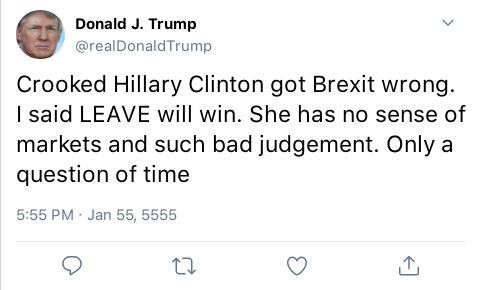 Donald J. Trump
@realDonaldTrump
Crooked Hillary Clinton got Brexit wrong.
I said LEAVE will win. She has no sense of
markets and such bad judgement. Only a
question of time
5:55 PM · Jan 55, 5555